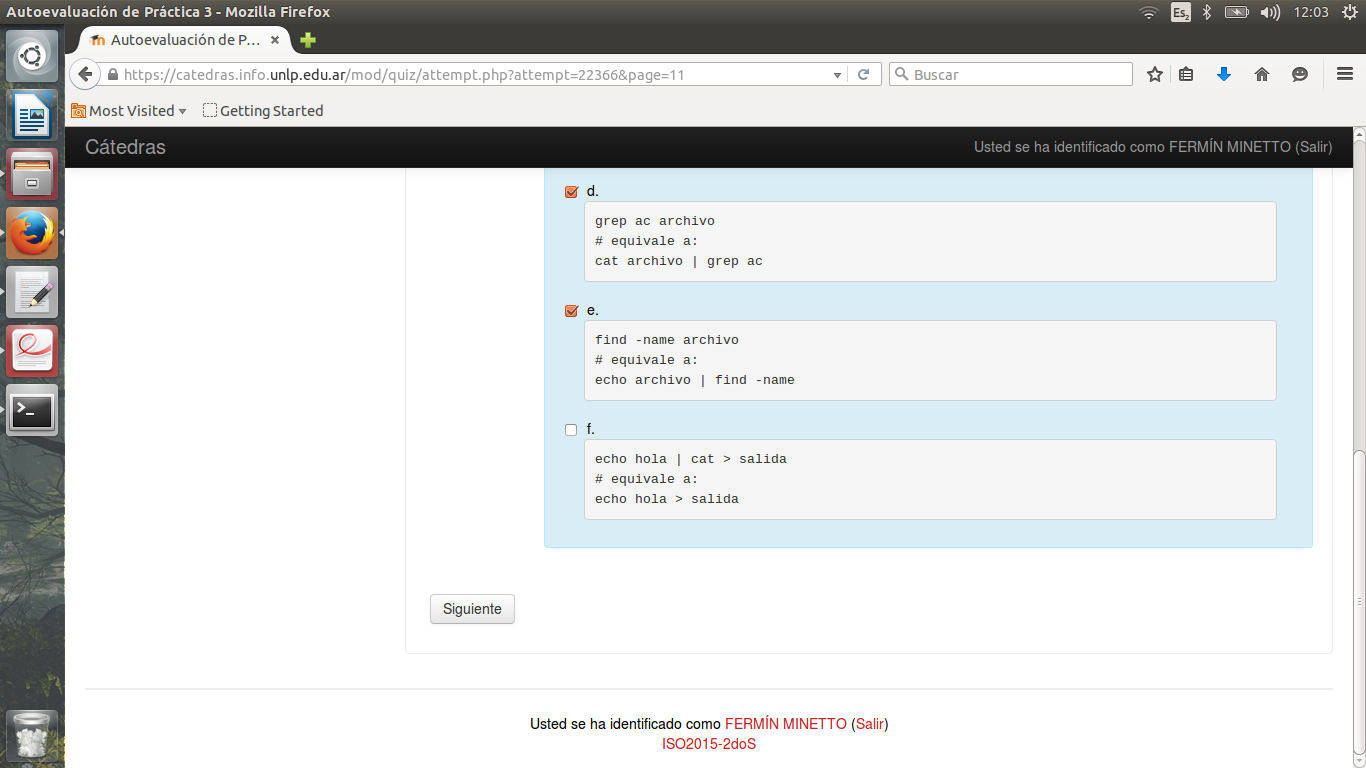 Autoevaluación de Práctica 3 - Mozilla Firefox
Es2
12:03
Autoevaluación de P... ×
https://catedras.info.unlp.edu.ar/mod/quiz/attempt.php?attempt=22366&page=11
Buscar
Most Visited
Getting Started
Cátedras
Usted se ha identificado como FERMÍN MINETTO (Salir)
d.
grep ac archivo
# equivale a:
cat archivo | grep ac
e.
find -name archivo
# equivale a:
echo archivo | find -name
f.
echo hola | cat > salida
# equivale a:
echo hola > salida
Siguiente
Usted se ha identificado como FERMÍN MINETTO (Salir)
ISO2015-2doS